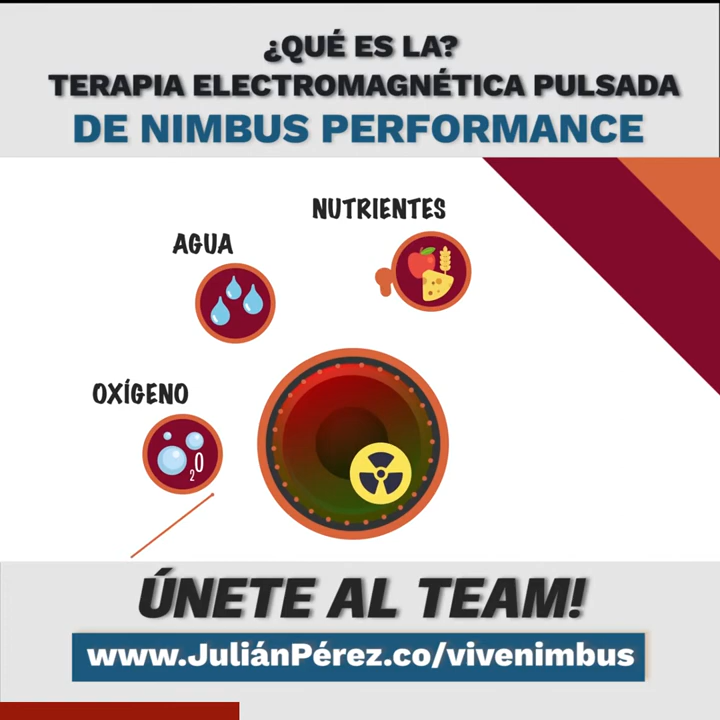 ¿QUÉ ES LA?
TERAPIA ELECTROMAGNÉTICA PULSADA
DE NIMBUS PERFORMANCE
NUTRIENTES
AGUA
OXÍGENO
2O
ÚNETE AL TEAM!
www.JuliánPérez.co/vivenimbus